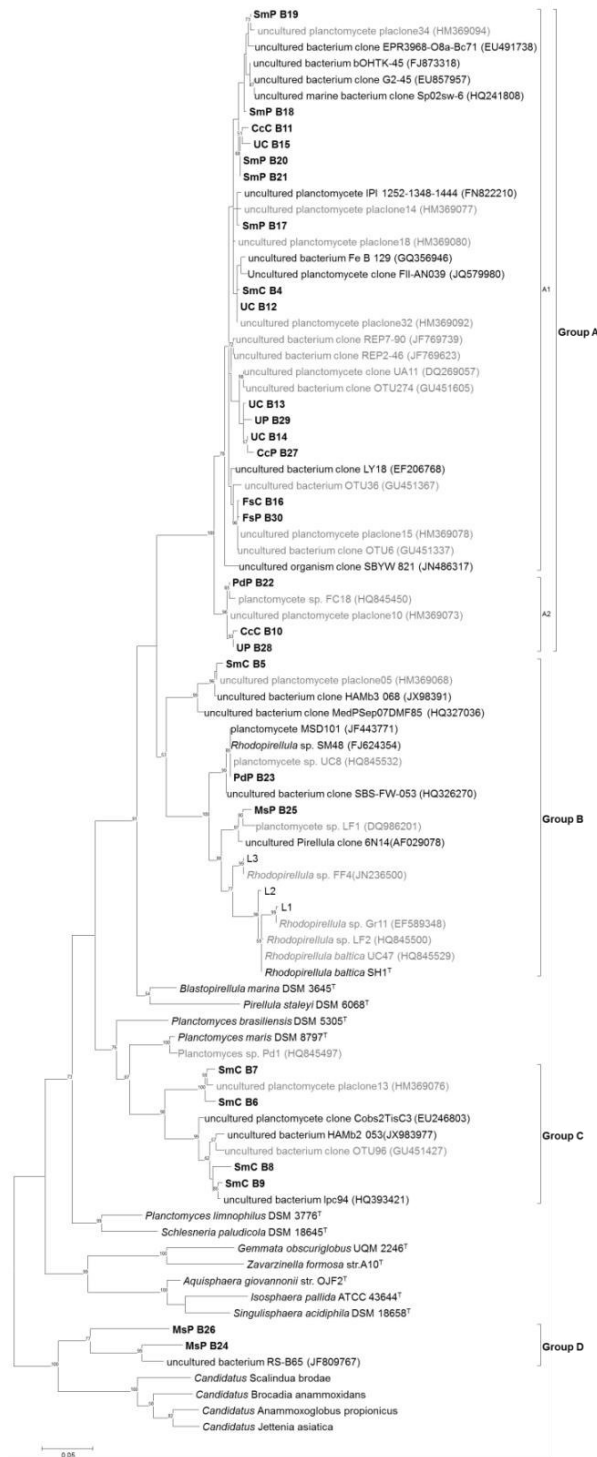 SmP B19
uncultured planctomycete placlone34 (HM369094)
uncultured bacterium clone EPR3968-O8a-Bc71 (EU491738)
uncultured bacterium bOHTK-45 (FJ873318)
uncultured bacterium clone G2-45 (EU857957)
uncultured marine bacterium clone Sp02sw-6 (HQ241808)
SmP B18
CcC B11
UC B15
SmP B20
SmP B21
uncultured planctomycete IPI 1252-1348-1444 (FN822210)
uncultured planctomycete placlone14 (HM369077)
SmP B17
uncultured planctomycete placlone18 (HM369080)
uncultured bacterium Fe B 129 (GQ356946)
Uncultured planctomycete clone FII-AN039 (JQ579980)
SmC B4
A1
UC B12
uncultured planctomycete placlone32 (HM369092)
Group A
uncultured bacterium clone REP7-90 (JF769739)
uncultured bacterium clone REP2-46 (JF769623)
uncultured planctomycete clone UA11 (DQ269057)
uncultured bacterium clone OTU274 (GU451605)
UC B13
UP B29
UC B14
CcP B27
uncultured bacterium clone LY18 (EF206768)
uncultured bacterium OTU36 (GU451367)
FsC B16
FsP B30
uncultured planctomycete placlone15 (HM369078)
uncultured bacterium clone OTU6 (GU451337)
uncultured organism clone SBYW 821 (JN486317)
PdP B22
planctomycete sp. FC18 (HQ845450)
uncultured planctomycete placlone10 (HM369073)
A2
CcC B10
UP B28
SmC B5
uncultured planctomycete placlone05 (HM369068)
uncultured bacterium clone HAMb3 068 (JX98391)
uncultured bacterium clone MedPSep07DMF85 (HQ327036)
planctomycete MSD101 (JF443771)
Rhodopirellula sp. SM48 (FJ624354)
planctomycete sp. UC8 (HQ845532)
PdP B23
uncultured bacterium clone SBS-FW-053 (HQ326270)
MsP B25
planctomycete sp. LF1 (DQ986201)
Group B
uncultured Pirellula clone 6N14(AF029078)
L3
Rhodopirellula sp. FF4(JN236500)
L2
L1
Rhodopirellula sp. Gr11 (EF589348)
Rhodopirellula sp. LF2 (HQ845500)
Rhodopirellula baltica UC47 (HQ845529)
Rhodopirellula baltica SH1ᵀ
Blastopirellula marina DSM 3645ᵀ
Pirellula staleyi DSM 6068ᵀ
Planctomyces brasiliensis DSM 5305ᵀ
Planctomyces maris DSM 8797ᵀ
Planctomyces sp. Pd1 (HQ845497)
SmC B7
uncultured planctomycete placlone13 (HM369076)
SmC B6
uncultured planctomycete clone Cobs2TisC3 (EU246803)
uncultured bacterium HAMb2 053(JX983977)
Group C
uncultured bacterium OTU96 (GU451427)
SmC B8
SmC B9
uncultured bacterium lpc94 (HQ393421)
Planctomyces limnophilus DSM 3776ᵀ
Schlesneria paludicola DSM 18645ᵀ
Gemmata obscuriglobus UQM 2246ᵀ
Zavarzinella formosa str.A10ᵀ
Aquisphaera giovannonii str. OJF2ᵀ
Isosphaera pallida ATCC 43644ᵀ
Singulisphaera acidiphila DSM 18658ᵀ
MsP B26
MsP B24
Group D
uncultured bacterium RS-B65 (JF809767)
Candidatus Scalindua brodae
Candidatus Brocadia anammoxidans
Candidatus Anammoxoglobus propionicus
Candidatus Jettenia asiatica
0.05